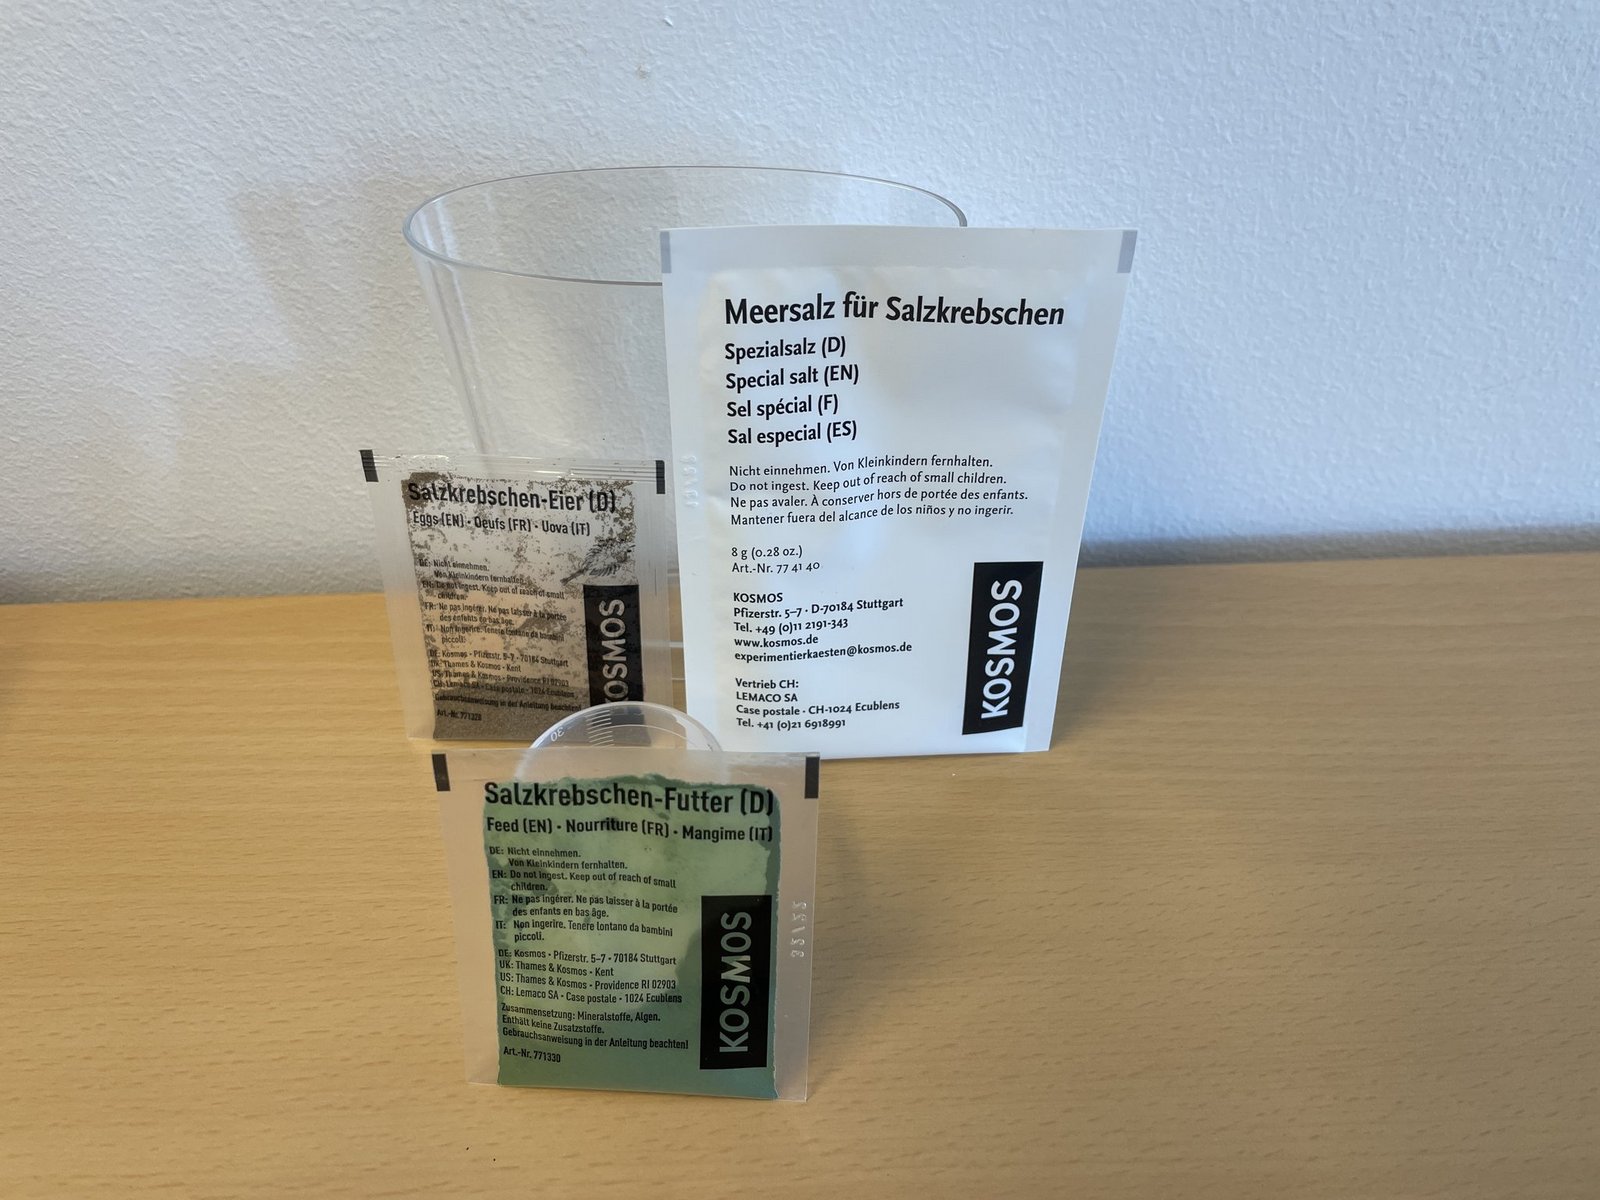 Meersalz für Salzkrebschen
Spezialsalz (D)
Special salt (EN)
Sel spécial (F)
Sal especial (ES)
Nicht einnehmen. Von Kleinkindern fernhalten.
Do not ingest. Keep out of reach of small children.
Ne pas avaler. À conserver hors de portée des enfants.
Mantener fuera del alcance de los niños y no ingerir.
8 g (0.28 oz.)
Art.-Nr. 77 41 40
KOSMOS
Pfizerstr. 5–7 · D-70184 Stuttgart
Tel. +49 (0)11 2191-343
www.kosmos.de
experimentierkaesten@kosmos.de
Vertrieb CH:
LEMACO SA
Case postale · CH-1024 Ecublens
Tel. +41 (0)21 6918991
KOSMOS
Salzkrebschen-Eier (D)
Eggs (EN) · Oeufs (FR) · Uova (IT)
DE: Nicht einnehmen.
Von Kleinkindern fernhalten.
EN: Do not ingest. Keep out of reach of small
children.
FR: Ne pas ingérer. Ne pas laisser à la portée
des enfants en bas âge.
IT: Non ingerire. Tenere lontano da bambini
piccoli.
DE: Kosmos · Pfizerstr. 5–7 · 70184 Stuttgart
UK: Thames & Kosmos · Kent
US: Thames & Kosmos · Providence RI 02903
CH: Lemaco SA · Case postale · 1024 Ecublens
Gebrauchsanweisung in der Anleitung beachten!
Art.-Nr. 771320
KOSMOS
30
Salzkrebschen-Futter (D)
Feed (EN) · Nourriture (FR) · Mangime (IT)
DE: Nicht einnehmen.
Von Kleinkindern fernhalten.
EN: Do not ingest. Keep out of reach of small
children.
FR: Ne pas ingérer. Ne pas laisser à la portée
des enfants en bas âge.
IT: Non ingerire. Tenere lontano da bambini
piccoli.
DE: Kosmos · Pfizerstr. 5–7 · 70184 Stuttgart
UK: Thames & Kosmos · Kent
US: Thames & Kosmos · Providence RI 02903
CH: Lemaco SA · Case postale · 1024 Ecublens
Zusammensetzung: Mineralstoffe, Algen.
Enthält keine Zusatzstoffe.
Gebrauchsanweisung in der Anleitung beachten!
Art.-Nr. 771330
KOSMOS